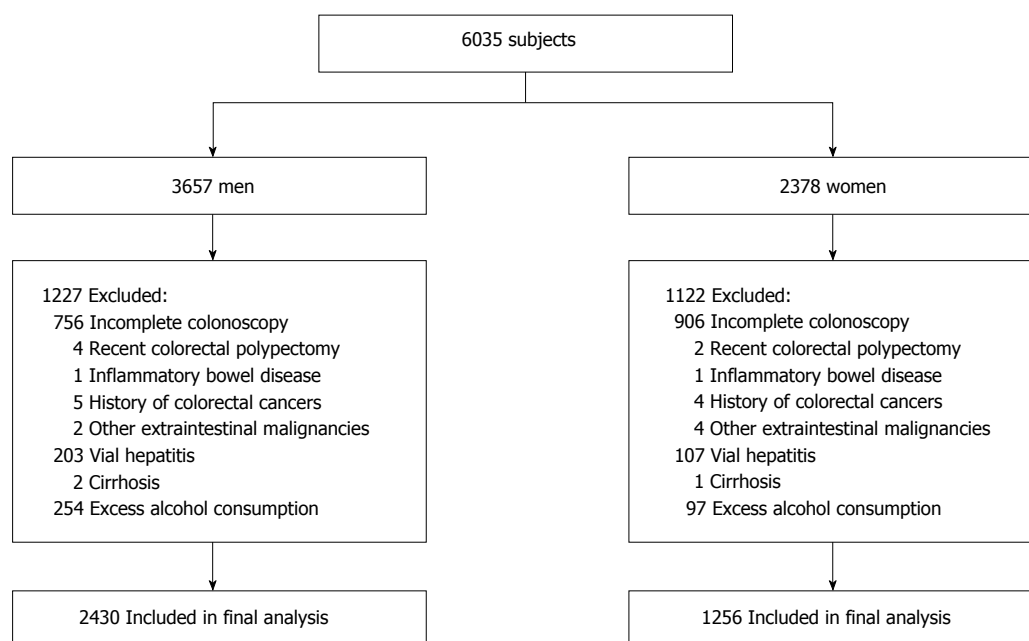 6035 subjects
3657 men
2378 women
1227 Excluded:
756 Incomplete colonoscopy
4 Recent colorectal polypectomy
1 Inflammatory bowel disease
5 History of colorectal cancers
2 Other extraintestinal malignancies
203 Vial hepatitis
2 Cirrhosis
254 Excess alcohol consumption
1122 Excluded:
906 Incomplete colonoscopy
2 Recent colorectal polypectomy
1 Inflammatory bowel disease
4 History of colorectal cancers
4 Other extraintestinal malignancies
107 Vial hepatitis
1 Cirrhosis
97 Excess alcohol consumption
2430 Included in final analysis
1256 Included in final analysis